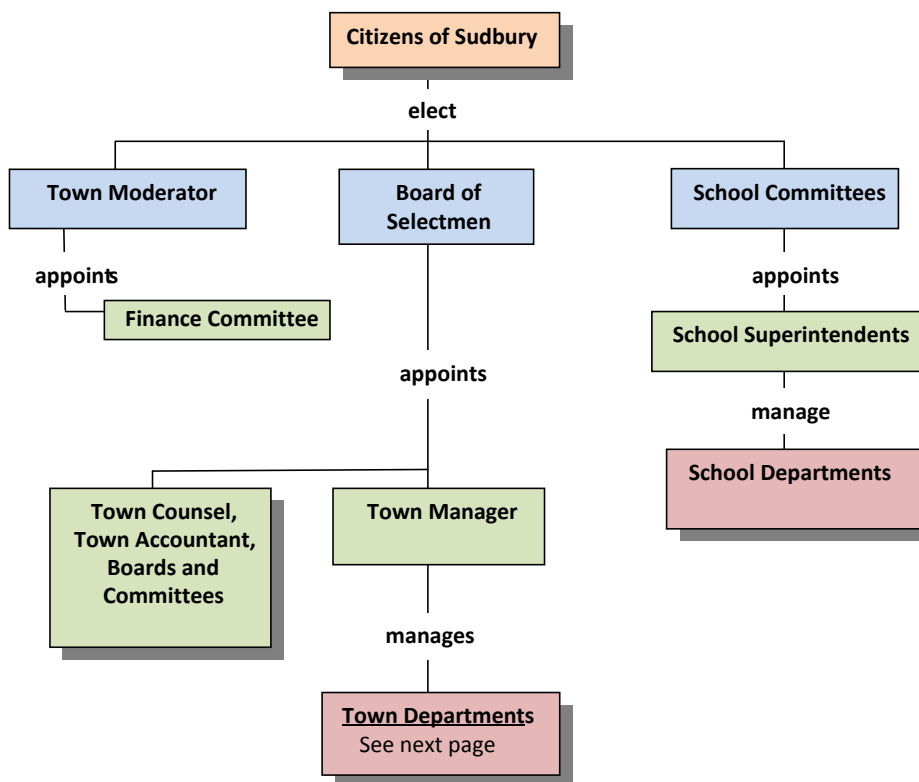 Citizens of Sudbury
elect
Town Moderator
Board of
Selectmen
School Committees
appoints
Finance Committee
appoints
appoints
School Superintendents
manage
School Departments
Town Counsel,
Town Accountant,
Boards and
Committees
Town Manager
manages
Town Departments
See next page